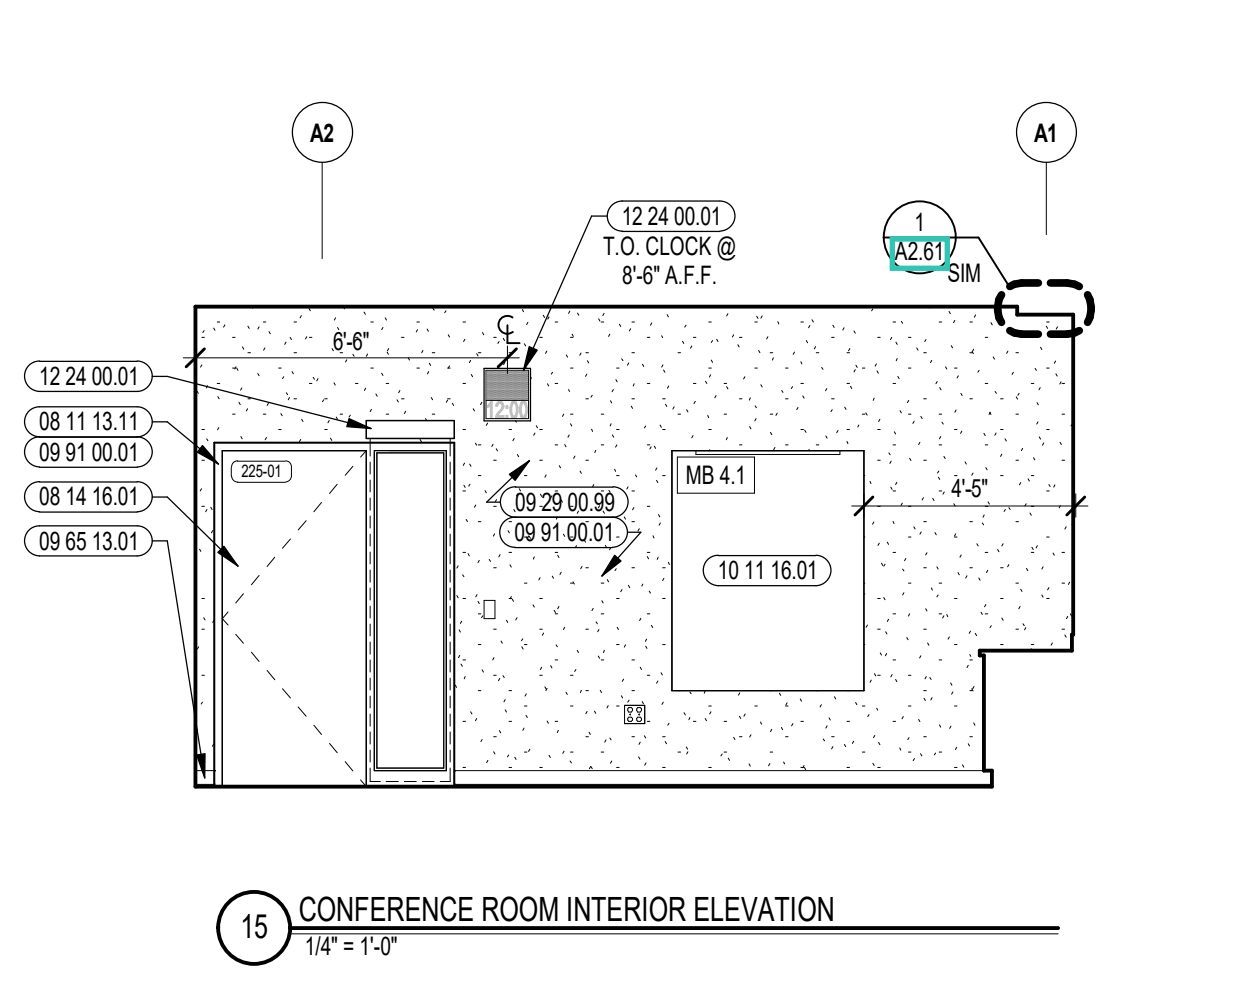 A2
A1
12 24 00.01
T.O. CLOCK @
8'-6" A.F.F.
1
A2.61
SIM
6'-6"
℄
12:00
12 24 00.01
08 11 13.11
09 91 00.01
08 14 16.01
09 65 13.01
225-01
09 29 00.99
09 91 00.01
MB 4.1
4'-5"
10 11 16.01
15
CONFERENCE ROOM INTERIOR ELEVATION
1/4" = 1'-0"